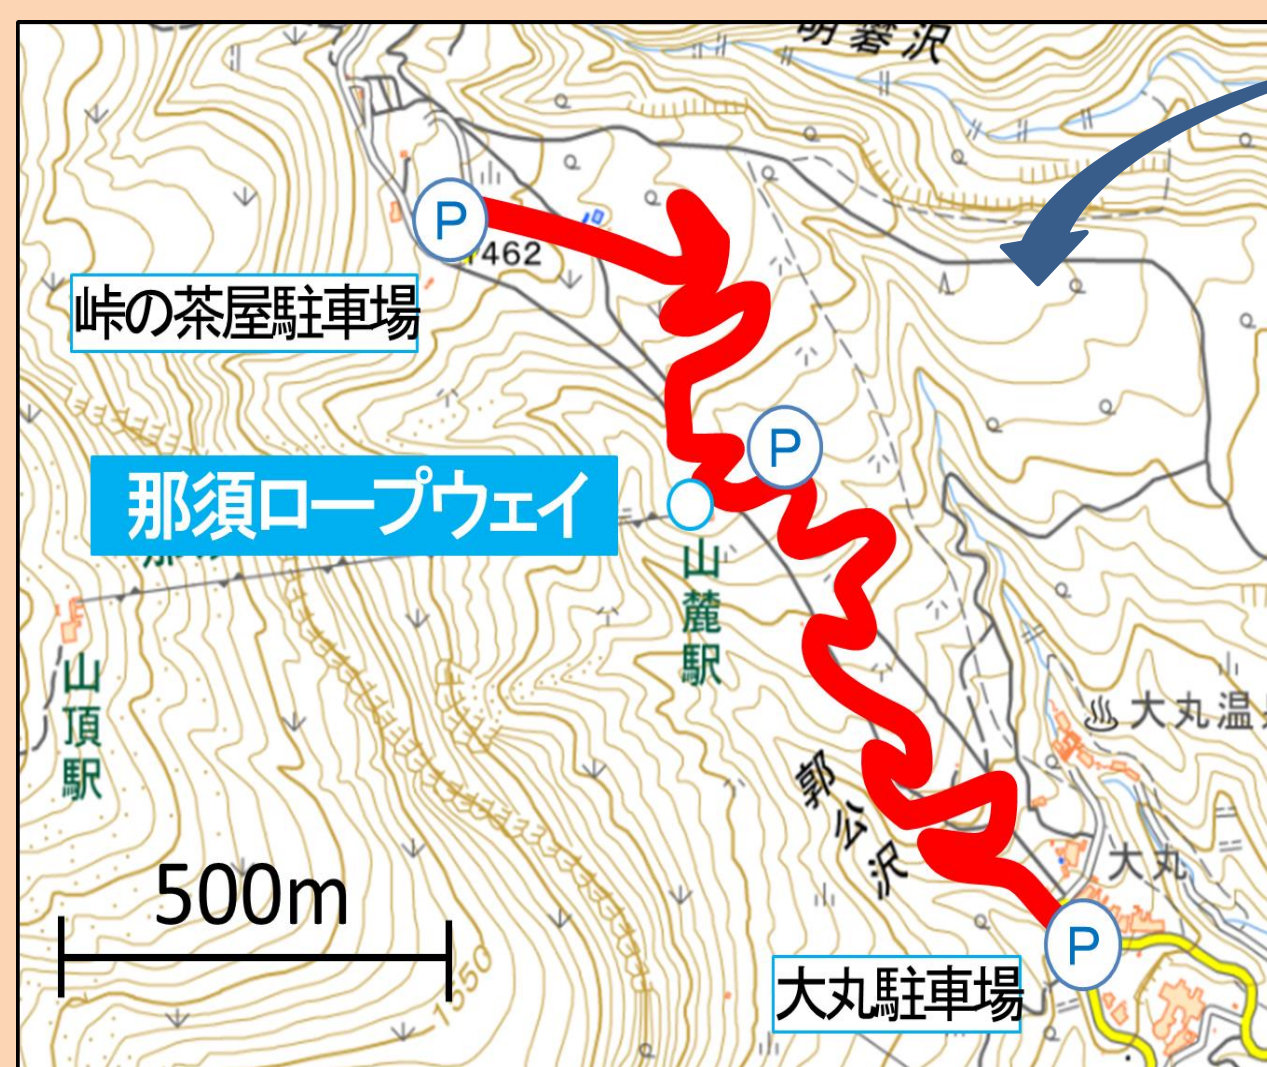 明礬沢
P
1462
峠の茶屋駐車場
P
那須ロープウェイ
山麓駅
山頂駅
大丸温
郭公沢
大丸
500m
P
大丸駐車場
1550